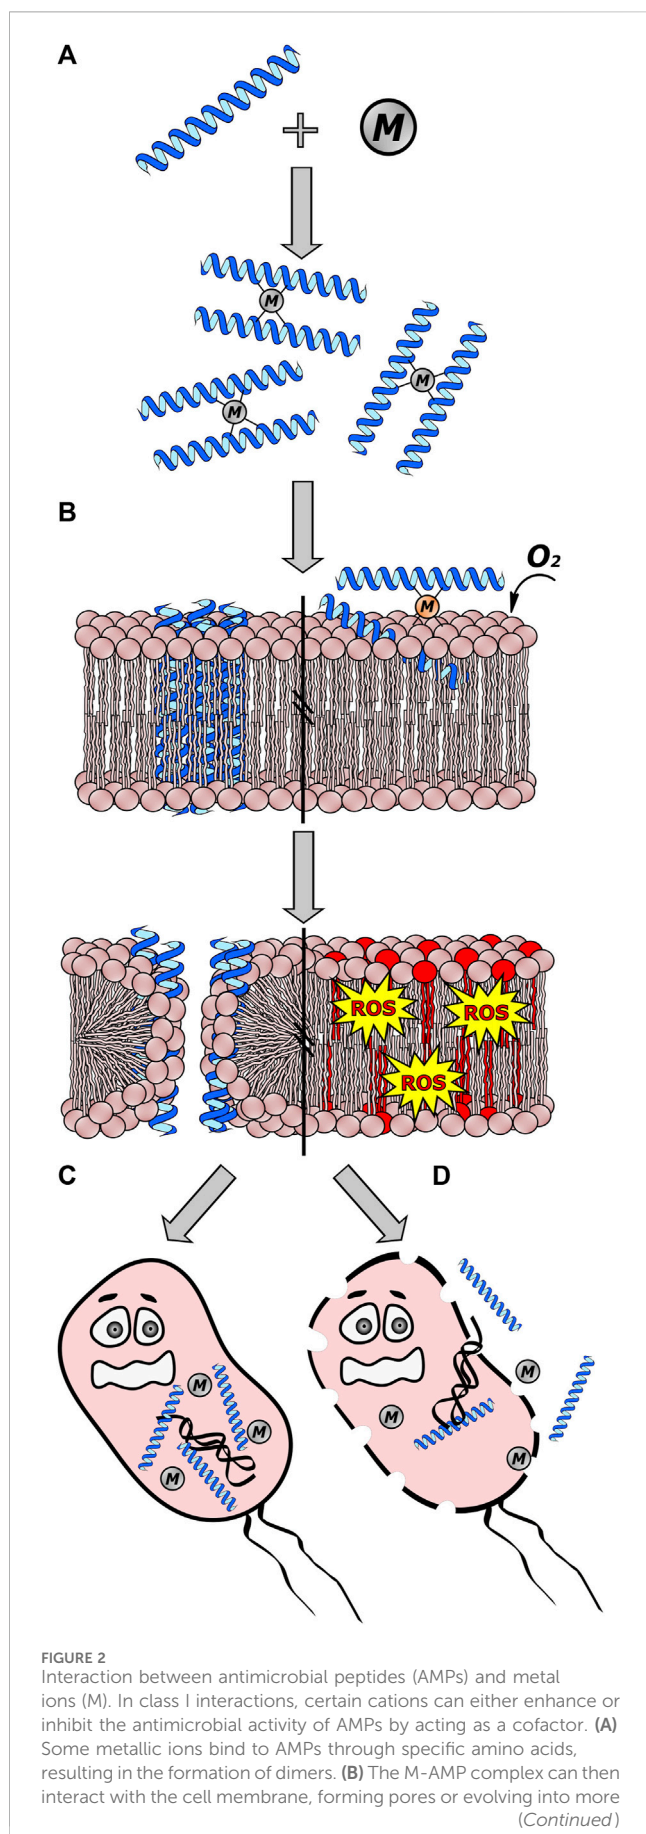 A
M
M
M
M
B
O₂
M
ROS
ROS
ROS
C
D
M
M
M
M
M
M
FIGURE 2
Interaction between antimicrobial peptides (AMPs) and metal
ions (M). In class I interactions, certain cations can either enhance or
inhibit the antimicrobial activity of AMPs by acting as a cofactor. (A)
Some metallic ions bind to AMPs through specific amino acids,
resulting in the formation of dimers. (B) The M-AMP complex can then
interact with the cell membrane, forming pores or evolving into more
(Continued)